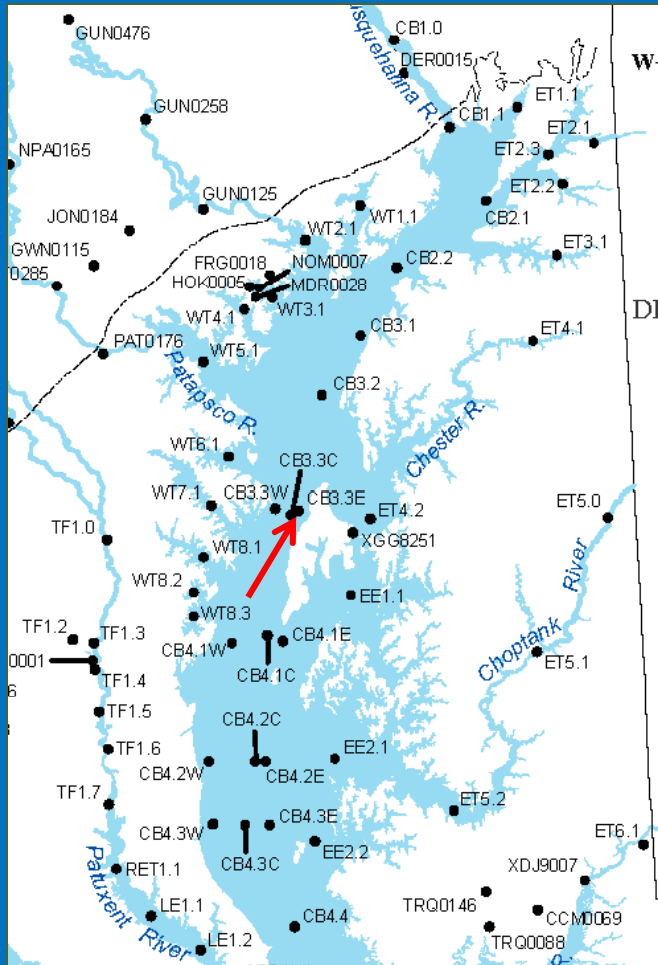 GUN0476
CB1.0
usquehanna R.
DER0015
W-
GUN0258
CB1.1
ET1.1
ET2.1
NPA0165
ET2.3
ET2.2
GUN0125
WT1.1
CB2.1
JON0184
WT2.1
ET3.1
GWN0115
FRG0018
NOM0007
CB2.2
0285
HOK0005
MDR0028
WT4.1
WT3.1
CB3.1
ET4.1
PAT0176
WT5.1
Patapsco R.
CB3.2
Chester R.
WT6.1
CB3.3C
WT7.1
CB3.3W
CB3.3E
ET4.2
ET5.0
TF1.0
XGG8251
WT8.1
WT8.2
EE1.1
River
WT8.3
TF1.2
TF1.3
CB4.1W
CB4.1E
Choptank
0001
CB4.1C
ET5.1
TF1.4
6
TF1.5
CB4.2C
TF1.6
EE2.1
CB4.2W
CB4.2E
TF1.7
ET5.2
CB4.3W
CB4.3E
ET6.1
CB4.3C
EE2.2
RET1.1
XDJ9007
Patuxent River
LE1.1
TRQ0146
CCM0069
CB4.4
LE1.2
TRQ0088
R.